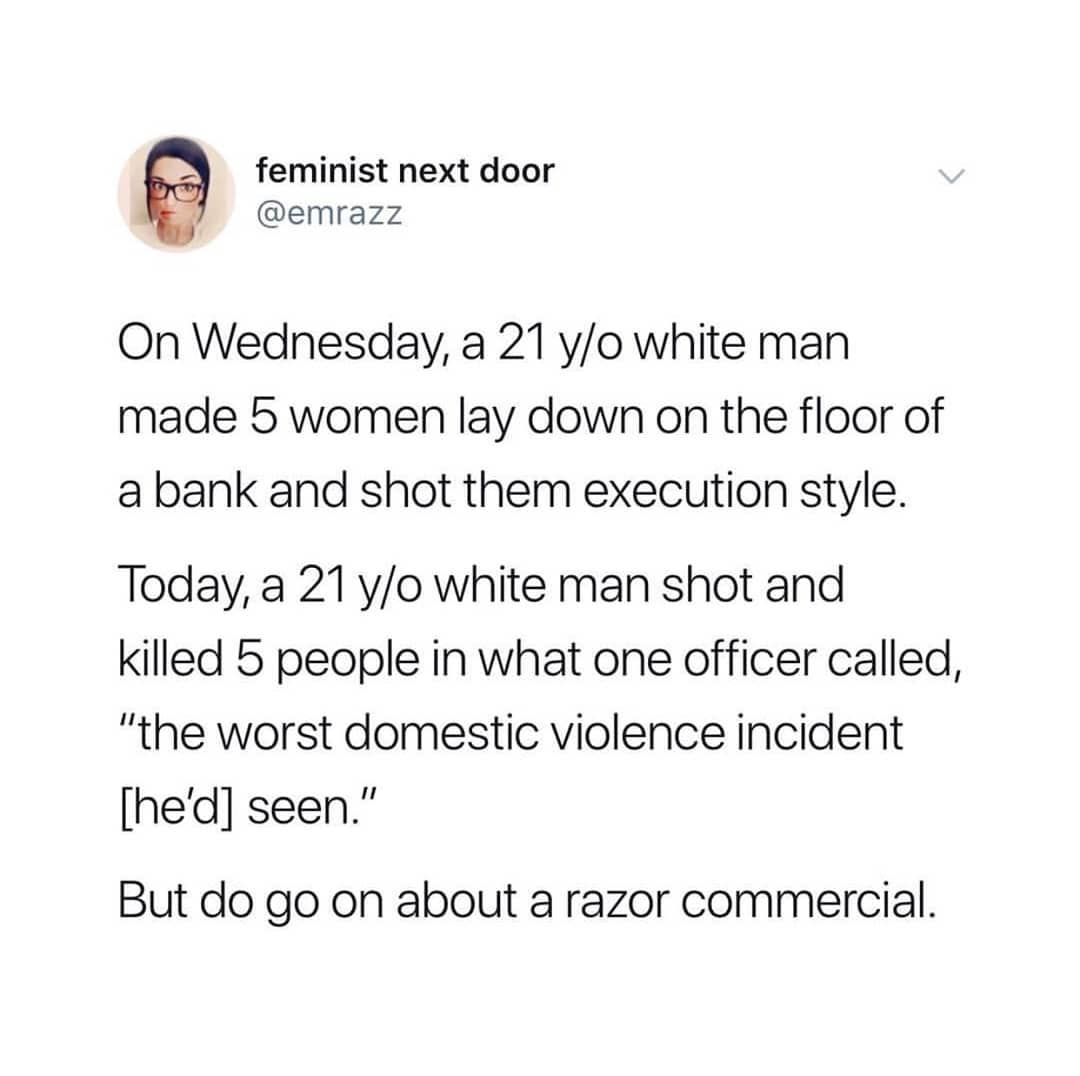 feminist next door
@emrazz
On Wednesday, a 21 y/o white man
made 5 women lay down on the floor of
a bank and shot them execution style.
Today, a 21 y/o white man shot and
killed 5 people in what one officer called,
"the worst domestic violence incident
[he'd] seen."
But do go on about a razor commercial.